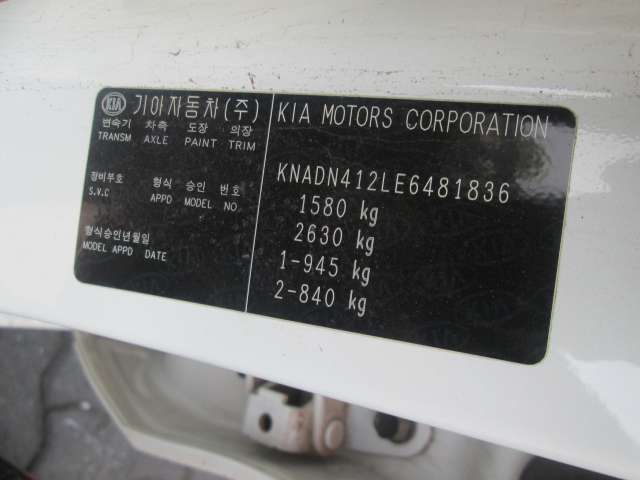 KIA 기아자동차(주)
변속기 차축 도장 의장
TRANSM AXLE PAINT TRIM
정비부호 형식 승인 번호
S.V.C APPD MODEL NO
형식승인년월일
MODEL APPD DATE
KIA MOTORS CORPORATION
KNADN412LE6481836
1580 kg
2630 kg
1-945 kg
2-840 kg